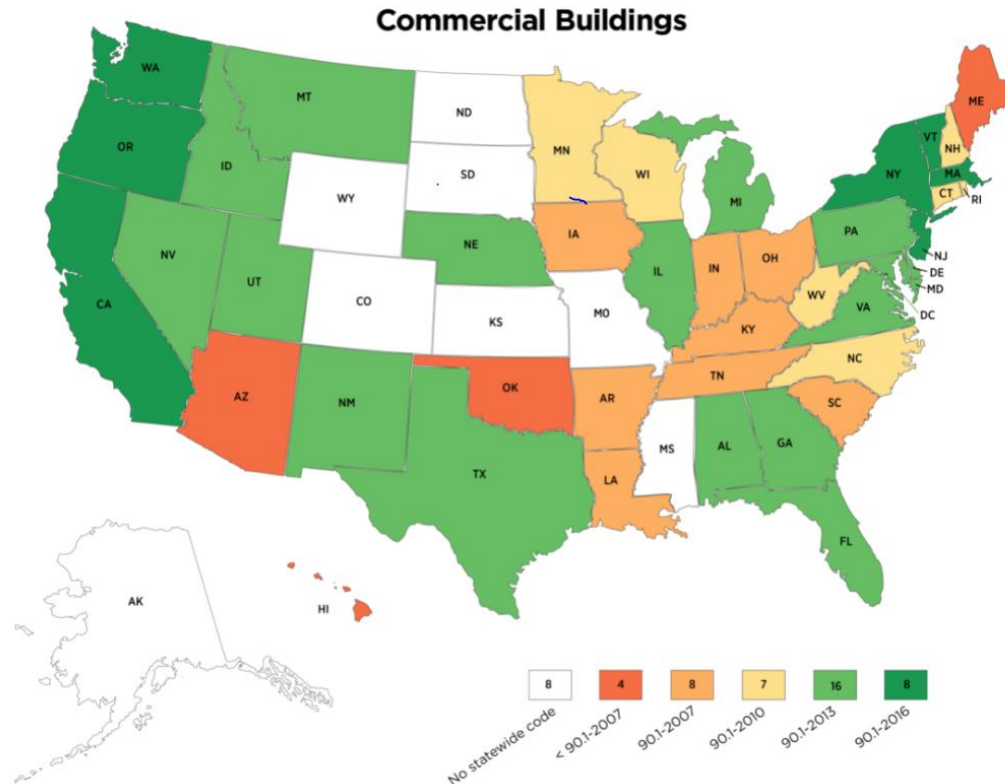 Commercial Buildings
WA
MT
ND
MN
ME
OR
ID
SD
WI
VT
NH
NY
MA
CT
RI
WY
MI
NV
UT
NE
IA
PA
NJ
CA
CO
IL
IN
OH
DE
MD
WV
VA
DC
KS
MO
KY
NC
AZ
NM
OK
AR
TN
SC
TX
LA
MS
AL
GA
FL
AK
HI
8
4
8
7
16
8
No statewide code
< 90.1-2007
90.1-2007
90.1-2010
90.1-2013
90.1-2016